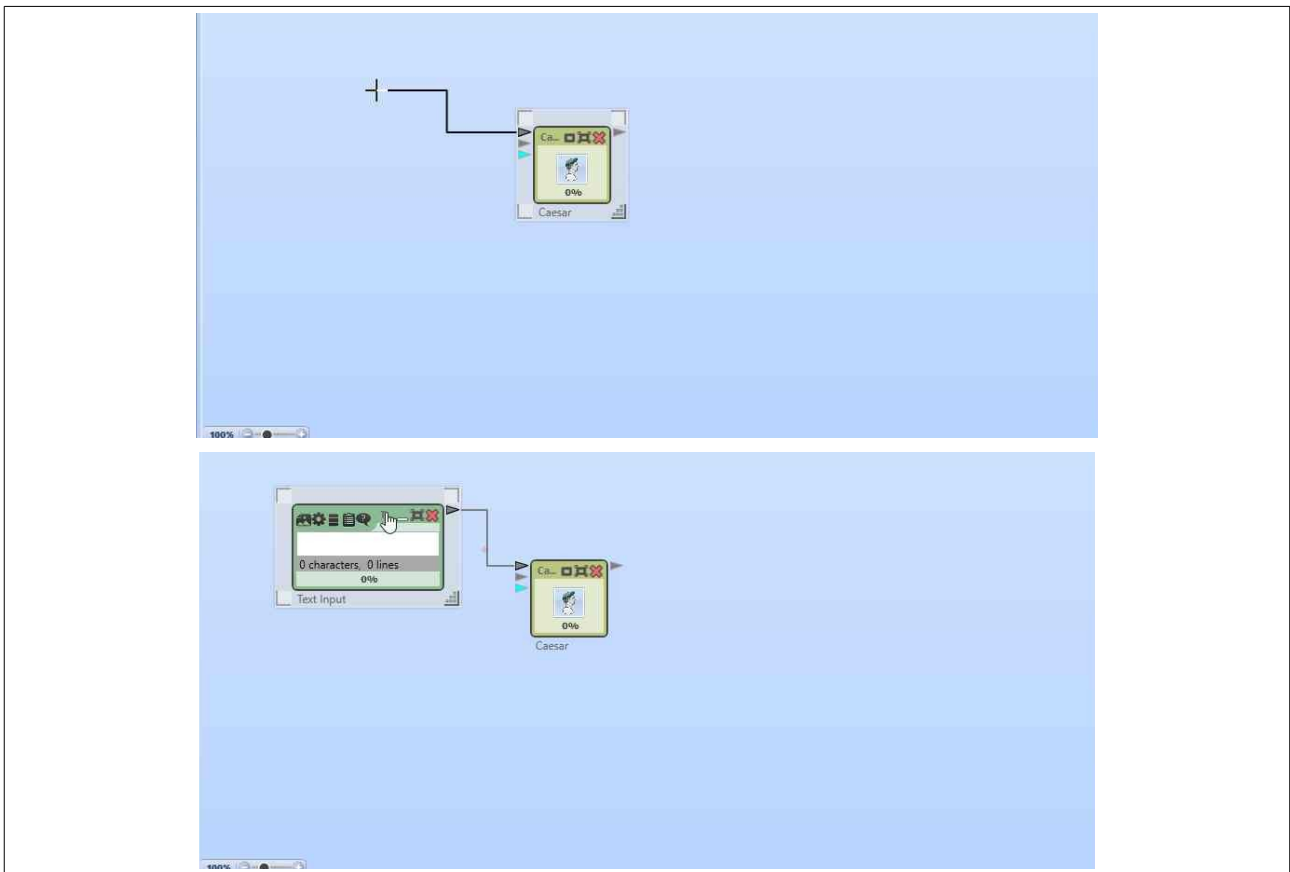 Ca...
0%
Caesar
100%
0 characters, 0 lines
0%
Text Input
Ca...
0%
Caesar
100%